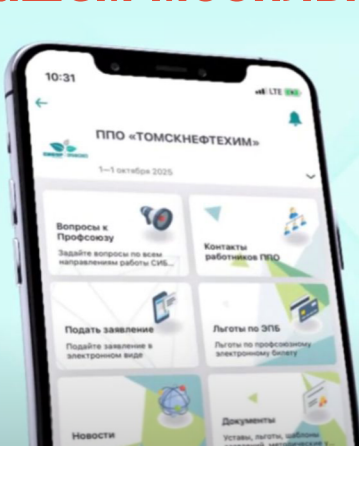 10:31
LTE
ППО «ТОМСКНЕФТЕХИМ»
1—1 октября 2025
Вопросы к
Профсоюзу
Задайте вопросы по всем
направлениям работы СИБ...
Контакты
работников ППО
Подать заявление
Подайте заявление в
электронном виде
Льготы по ЭПБ
Льготы по профсоюзному
электронному билету
Новости
Документы
Уставы, льготы, шаблоны